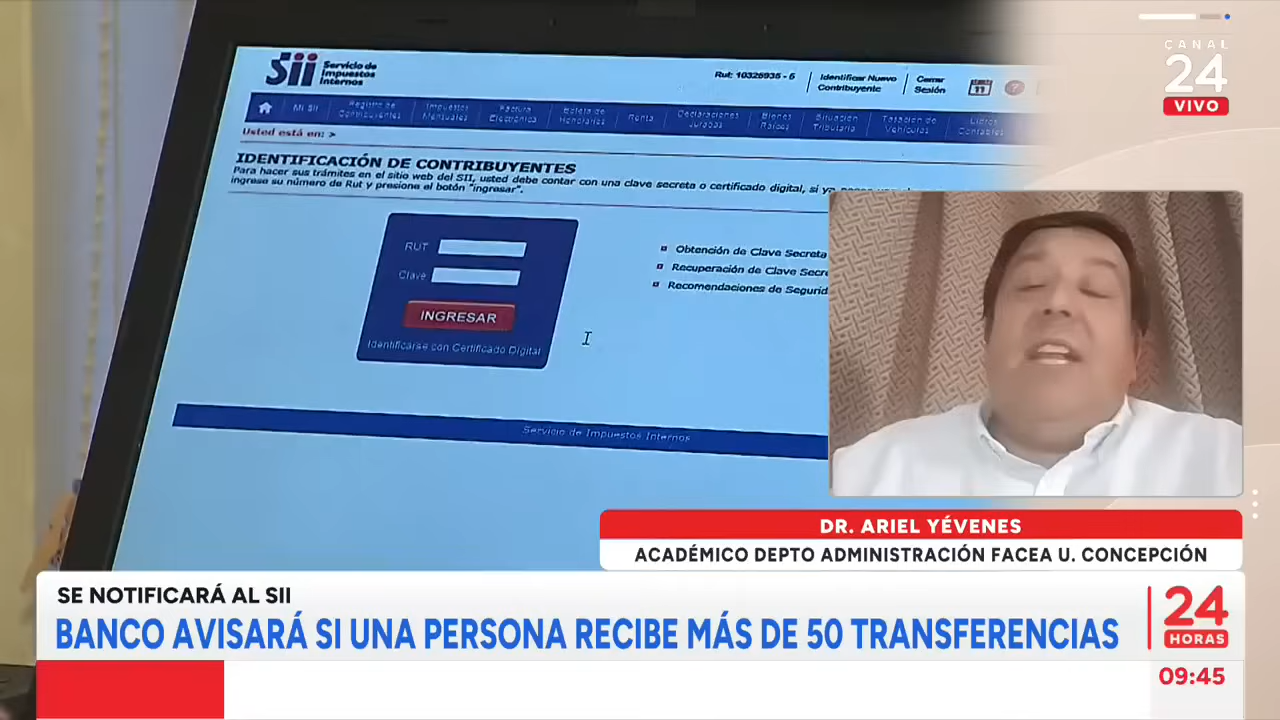 Sii Servicio de
Impuestos
Internos
Rut: 10326935 - 6
Identificar Nuevo
Contribuyente
Cerrar
Sesión
11
?
CANAL
24
VIVO
Mi SII
Registro de
Contribuyentes
Impuestos
Mensuales
Factura
Electrónica
Boleta de
Honorarios
Renta
Declaraciones
Juradas
Bienes
Raíces
Situación
Tributaria
Tasación de
Vehículos
Libros
Contables
Usted está en: >
IDENTIFICACIÓN DE CONTRIBUYENTES
Para hacer sus trámites en el sitio web del SII, usted debe contar con una clave secreta o certificado digital, si ya
ingrese su número de Rut y presione el botón "ingresar".
RUT
Clave
INGRESAR
Identificarse con Certificado Digital
Obtención de Clave Secreta
Recuperación de Clave Secre
Recomendaciones de Segurid
Servicio de Impuestos Internos
DR. ARIEL YÉVENES
ACADÉMICO DEPTO ADMINISTRACIÓN FACEA U. CONCEPCIÓN
SE NOTIFICARÁ AL SII
BANCO AVISARÁ SI UNA PERSONA RECIBE MÁS DE 50 TRANSFERENCIAS
24
HORAS
09:45